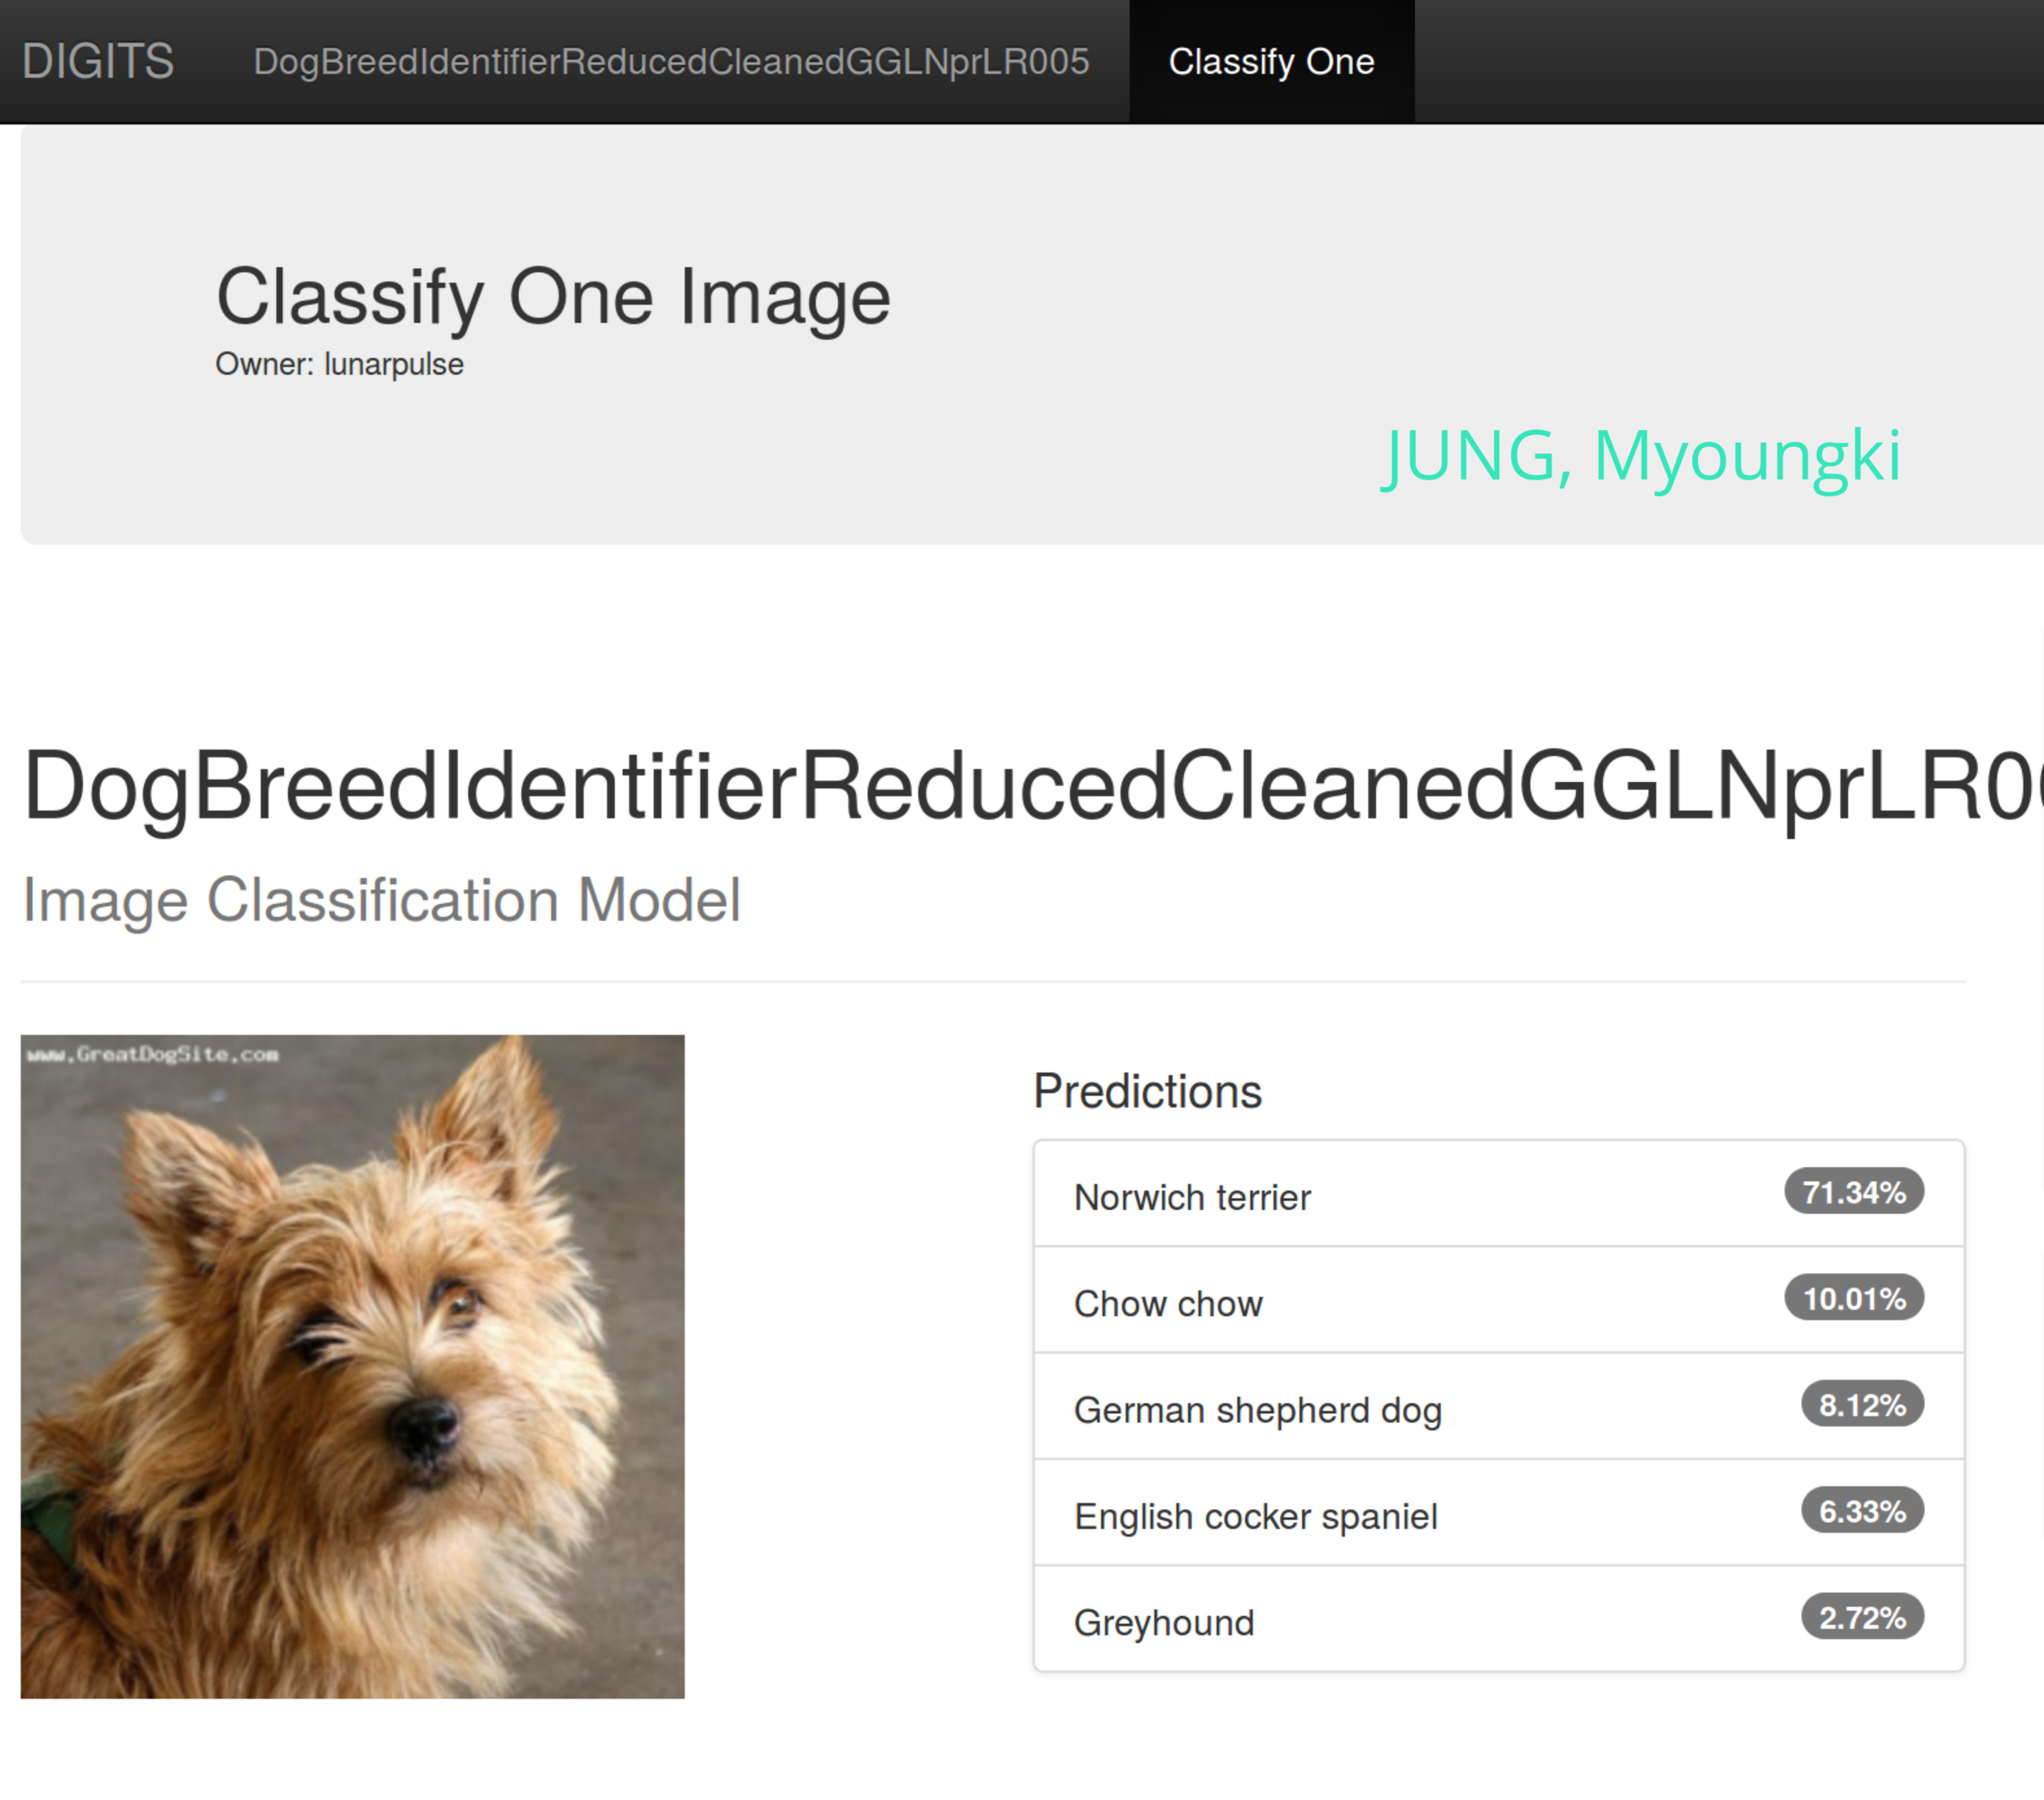 DIGITS DogBreedIdentifierReducedCleanedGGLNprLR005 Classify One
Classify One Image
Owner: lunarpulse
JUNG, Myoungki
DogBreedIdentifierReducedCleanedGGLNprLR00
Image Classification Model
www.GreatDogSite.com
Predictions
Norwich terrier 71.34%
Chow chow 10.01%
German shepherd dog 8.12%
English cocker spaniel 6.33%
Greyhound 2.72%